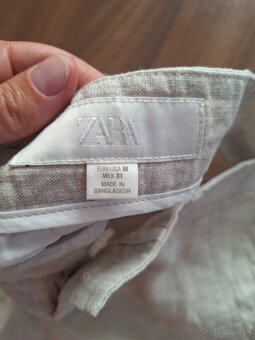 ZARA
EUR/USA M
MEX 31
MADE IN
BANGLADESH
Bazos.sk